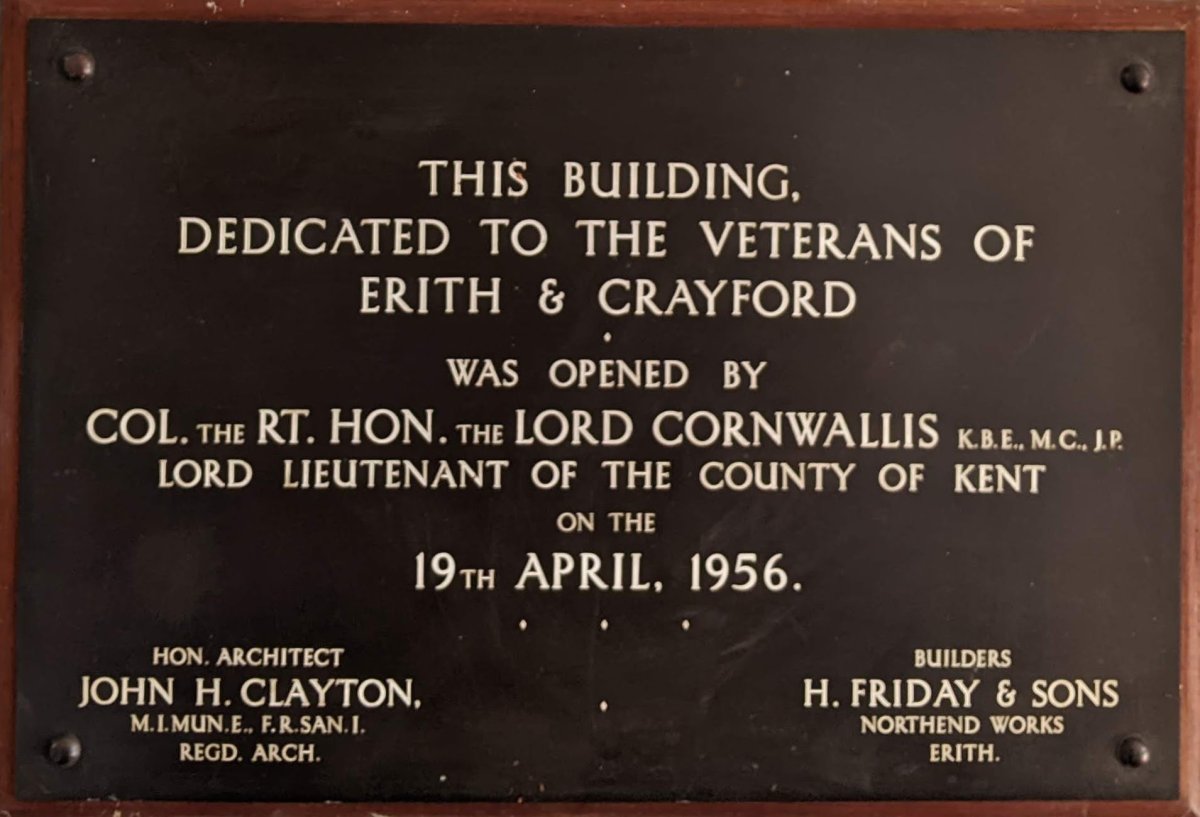 THIS BUILDING,
DEDICATED TO THE VETERANS OF
ERITH & CRAYFORD
WAS OPENED BY
COL. THE RT. HON. THE LORD CORNWALLIS K.B.E., M.C., J.P.
LORD LIEUTENANT OF THE COUNTY OF KENT
ON THE
19TH APRIL, 1956.
HON. ARCHITECT
JOHN H. CLAYTON,
M.I.MUN.E., F.R.SAN.I.
REGD. ARCH.
BUILDERS
H. FRIDAY & SONS
NORTHEND WORKS
ERITH.